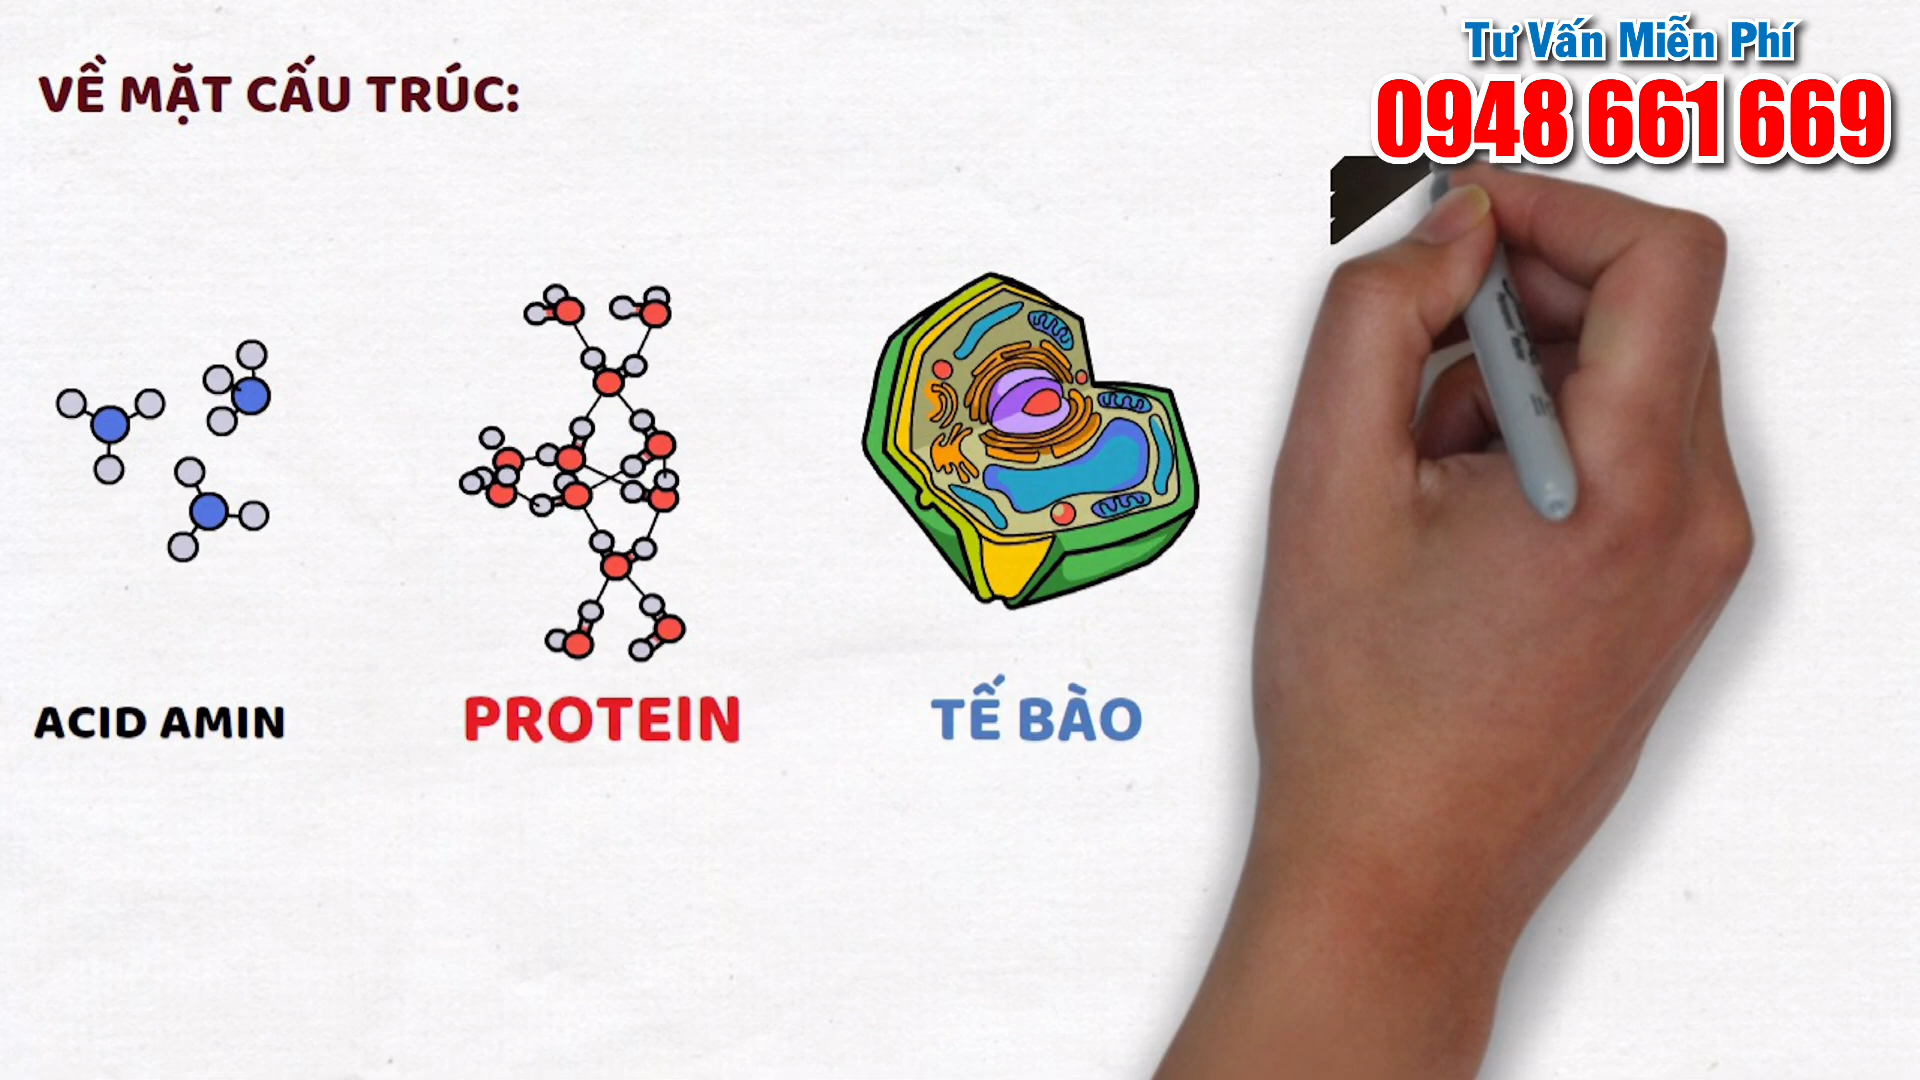 Tư Vấn Miễn Phí
0948 661 669
VỀ MẶT CẤU TRÚC:
ACID AMIN
PROTEIN
TẾ BÀO